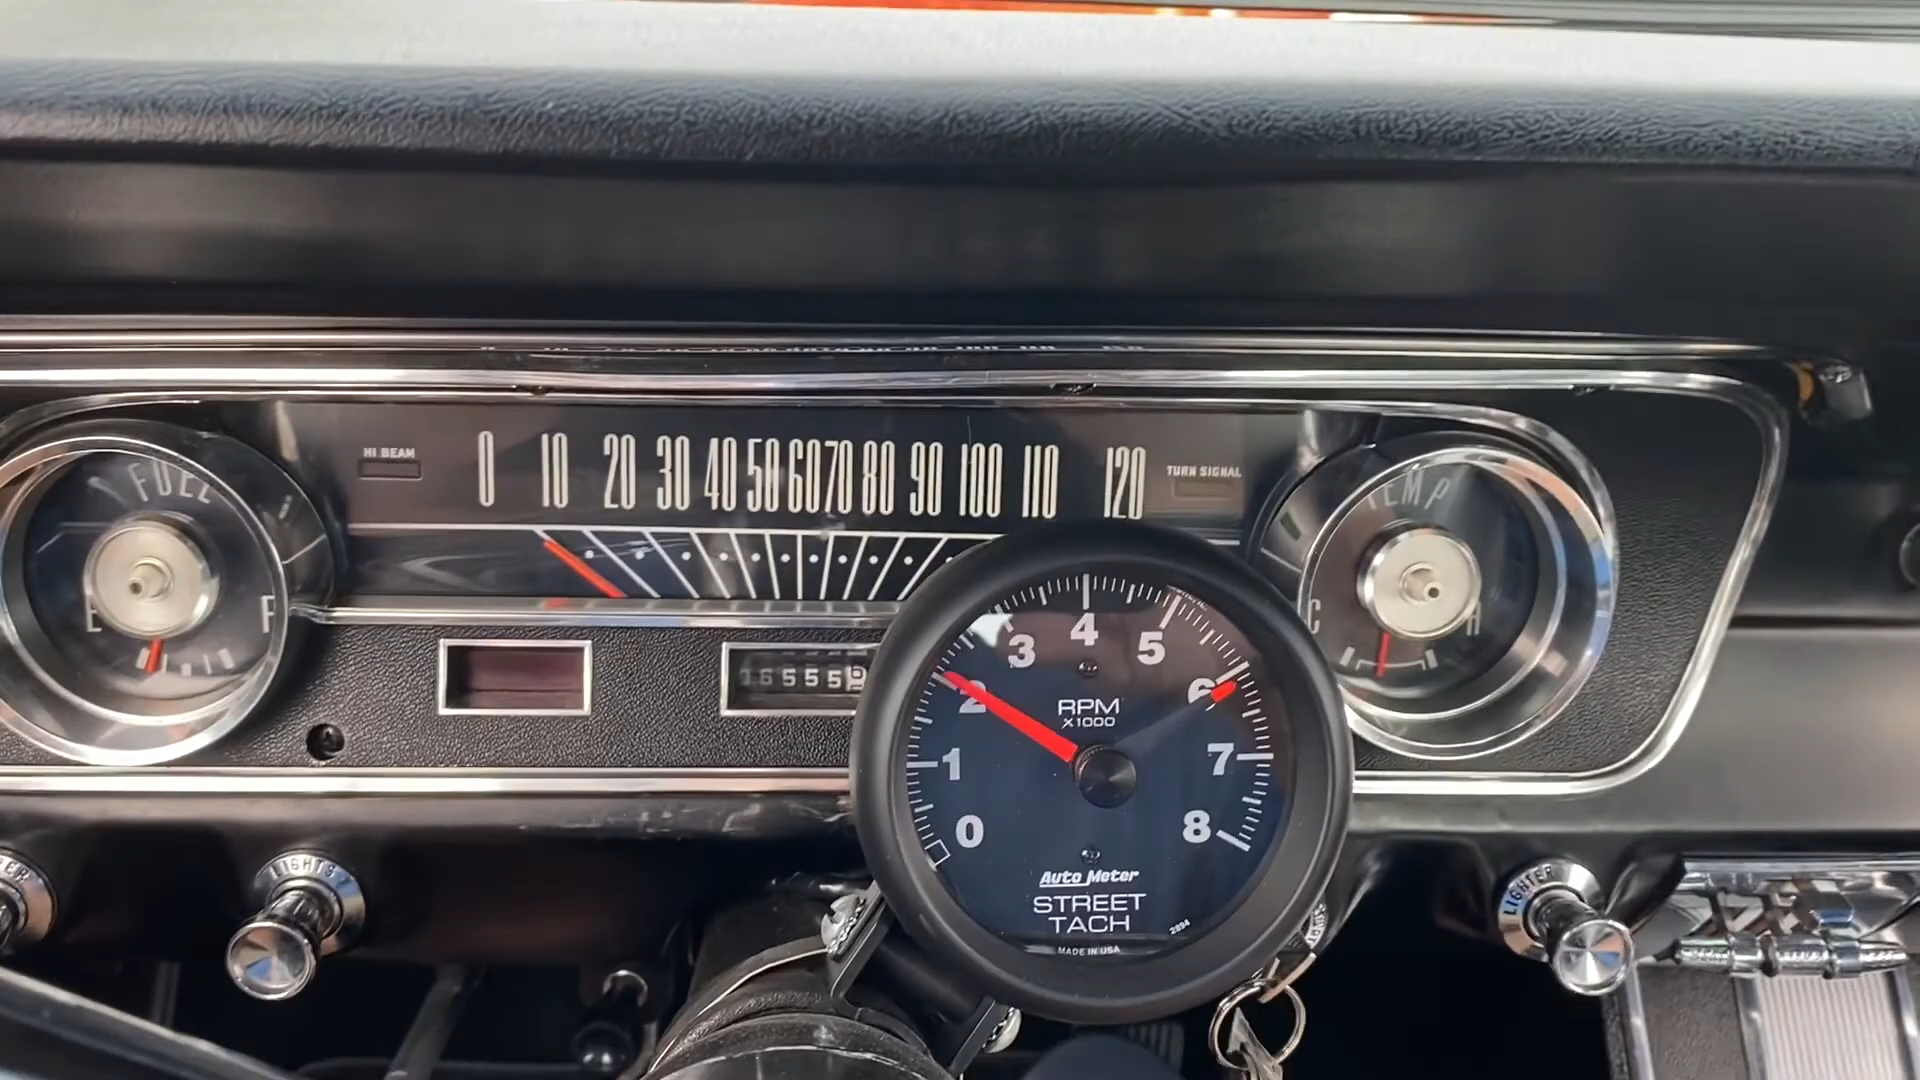 FUEL
E F
HI BEAM
0 10 20 30 40 50 60 70 80 90 100 110 120
TURN SIGNAL
TEMP
C H
0 1 2 3 4 5 6 7 8
RPM
X1000
Auto Meter
STREET
TACH
2894
MADE IN USA
LIGHTS
LIGHTER